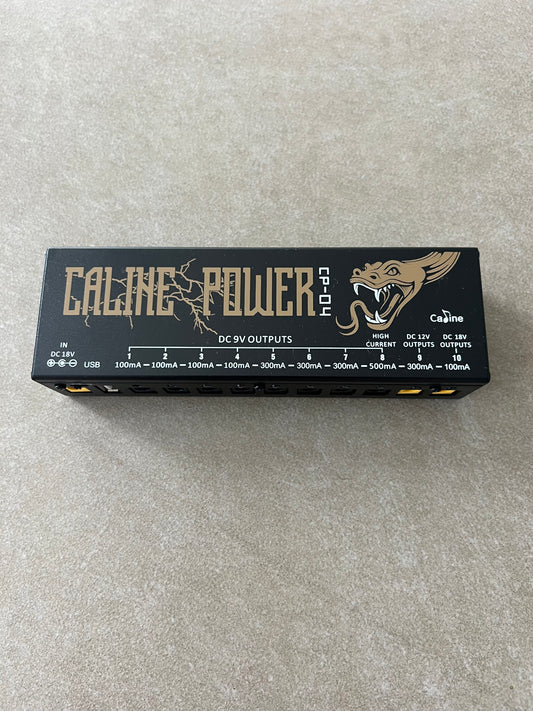 CALINE POWER
CP-04
Caline
DC 9V OUTPUTS
HIGH CURRENT
DC 12V OUTPUTS
DC 18V OUTPUTS
IN
DC 18V
USB
1 2 3 4 5 6 7 8 9 10
100mA 100mA 100mA 100mA 300mA 300mA 300mA 500mA 300mA 100mA